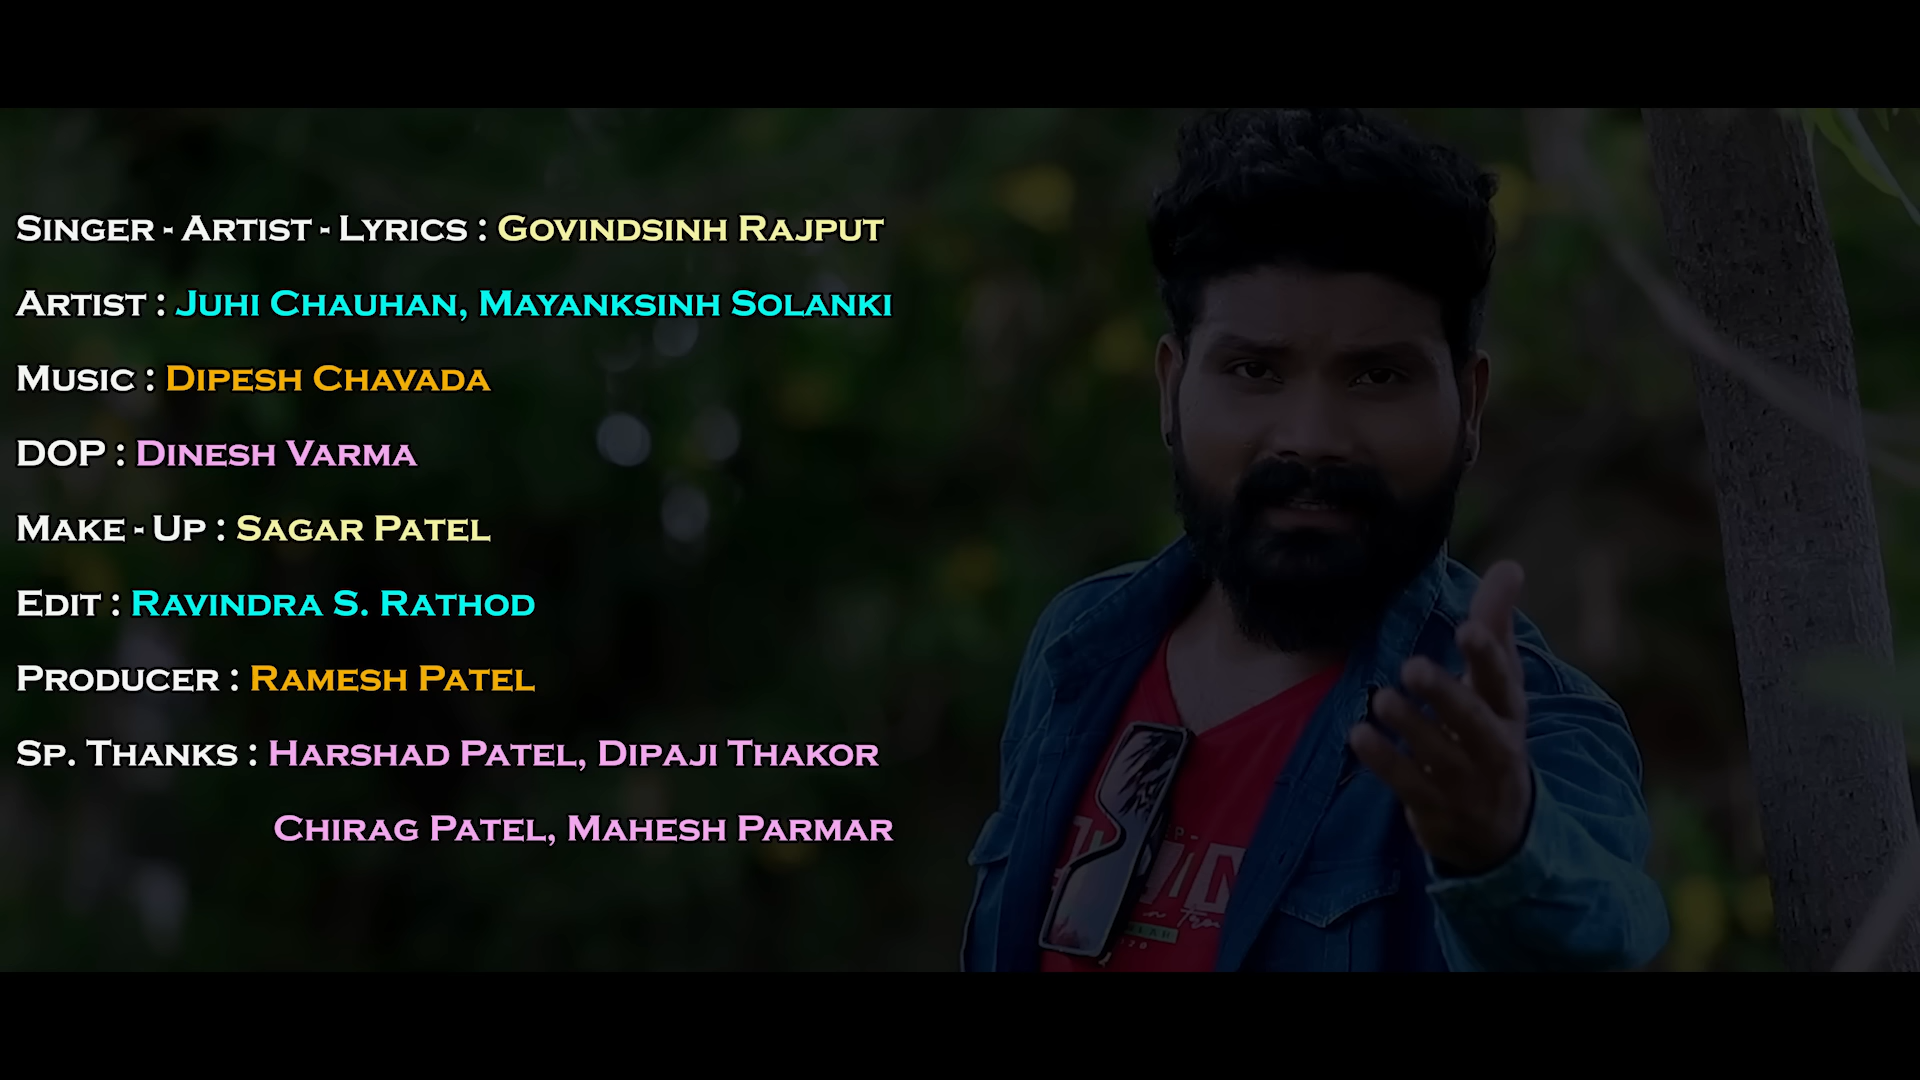 Singer - Artist - Lyrics : Govindsinh Rajput
Artist : Juhi Chauhan, Mayanksinh Solanki
Music : Dipesh Chavada
DOP : Dinesh Varma
Make - Up : Sagar Patel
Edit : Ravindra S. Rathod
Producer : Ramesh Patel
Sp. Thanks : Harshad Patel, Dipaji Thakor
Chirag Patel, Mahesh Parmar